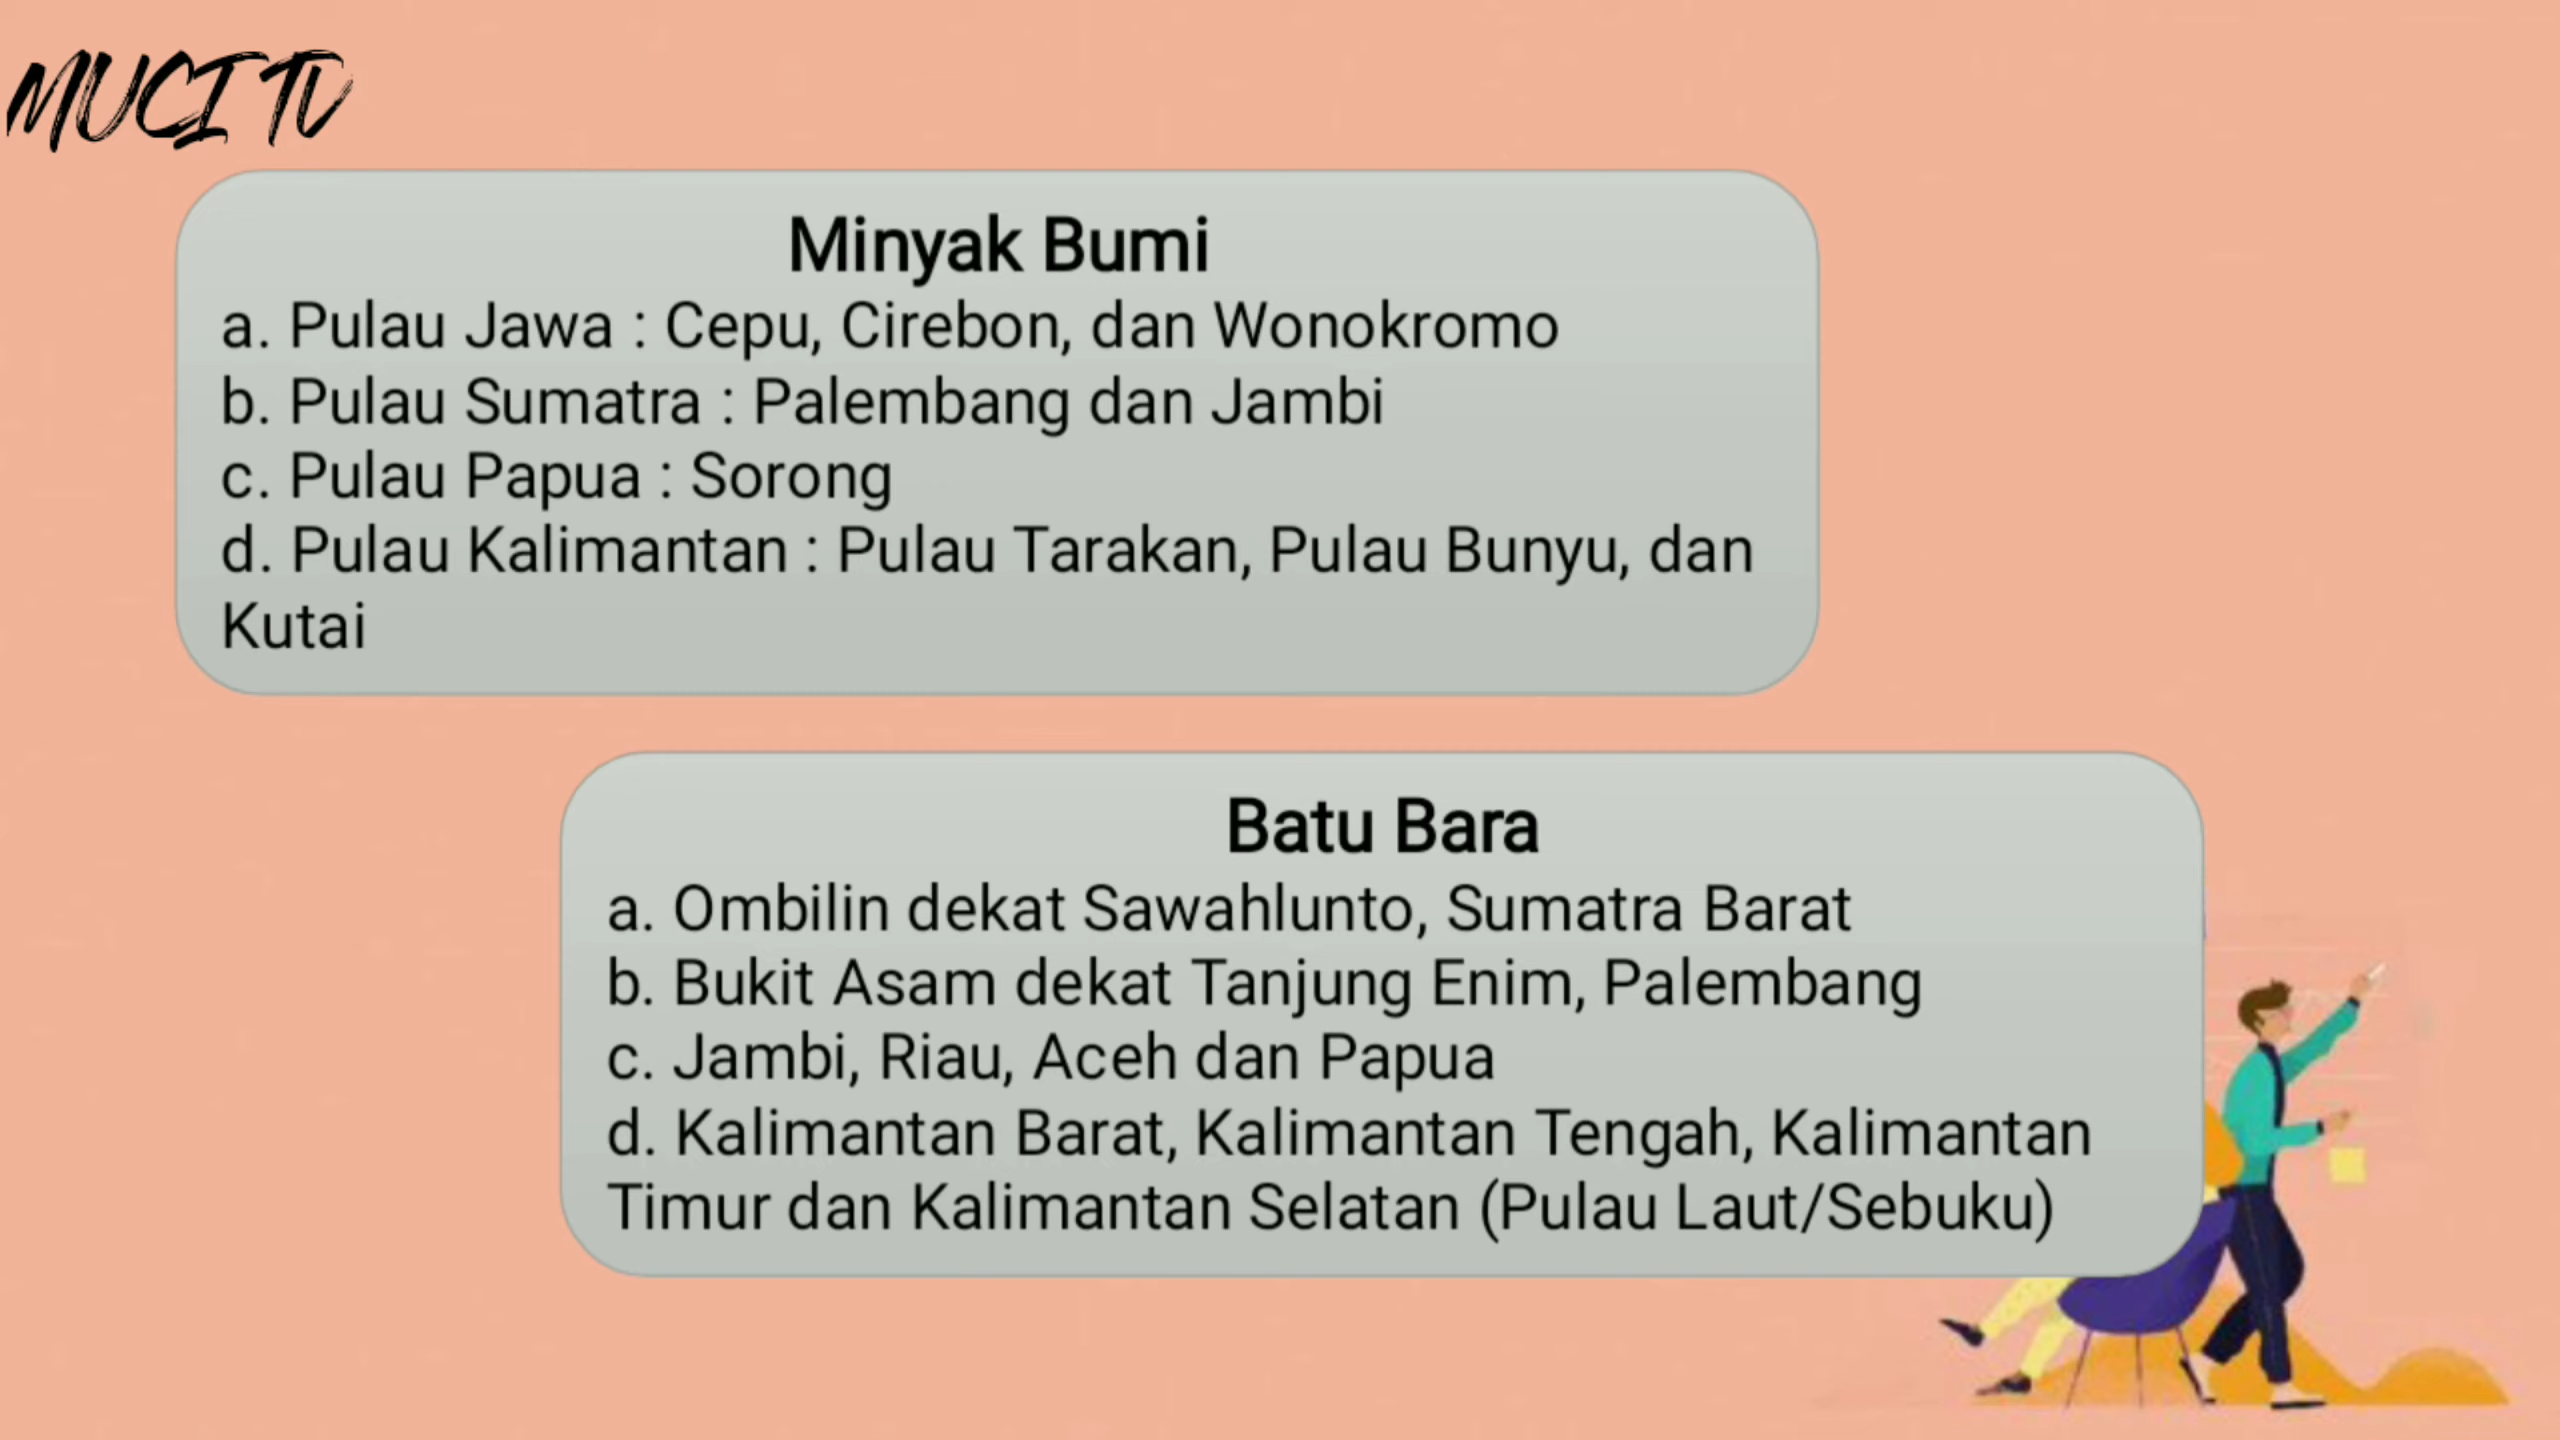 MUCI TV
Minyak Bumi
a. Pulau Jawa : Cepu, Cirebon, dan Wonokromo
b. Pulau Sumatra : Palembang dan Jambi
c. Pulau Papua : Sorong
d. Pulau Kalimantan : Pulau Tarakan, Pulau Bunyu, dan
Kutai
Batu Bara
a. Ombilin dekat Sawahlunto, Sumatra Barat
b. Bukit Asam dekat Tanjung Enim, Palembang
c. Jambi, Riau, Aceh dan Papua
d. Kalimantan Barat, Kalimantan Tengah, Kalimantan
Timur dan Kalimantan Selatan (Pulau Laut/Sebuku)